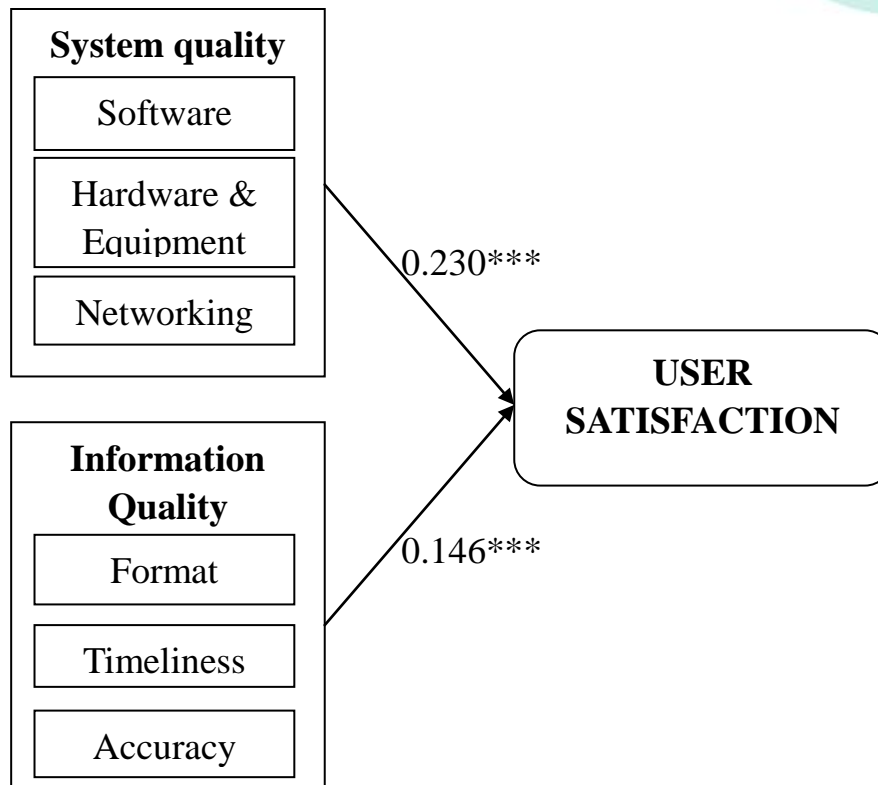 System quality
Software
Hardware &
Equipment
Networking
0.230***
USER
SATISFACTION
Information
Quality
Format
0.146***
Timeliness
Accuracy